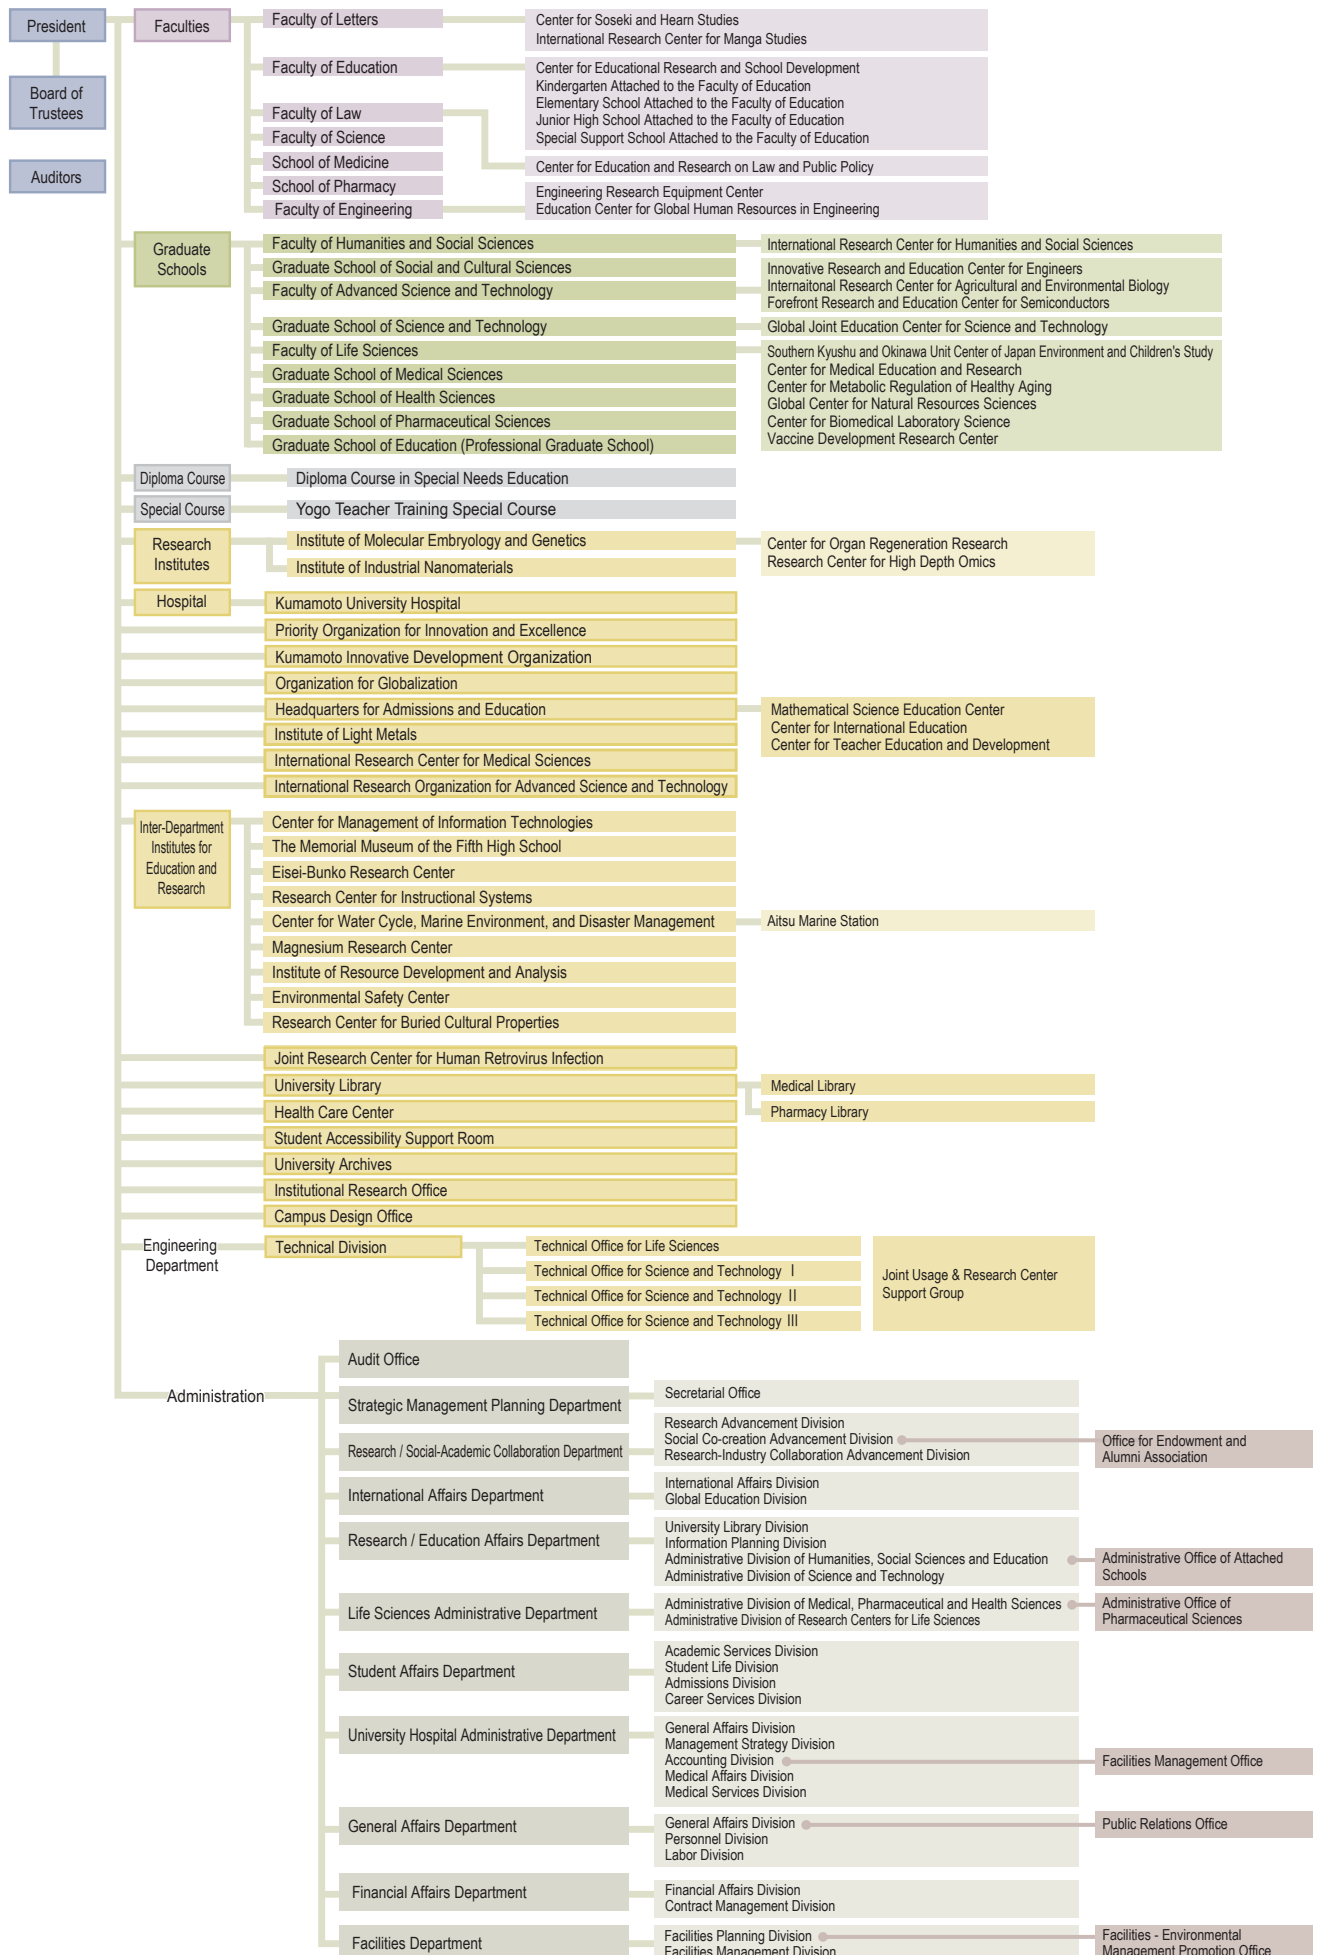 President
Board of
Trustees
Auditors
Faculties
Faculty of Letters
Center for Soseki and Hearn Studies
International Research Center for Manga Studies
Faculty of Education
Center for Educational Research and School Development
Kindergarten Attached to the Faculty of Education
Elementary School Attached to the Faculty of Education
Junior High School Attached to the Faculty of Education
Special Support School Attached to the Faculty of Education
Faculty of Law
Center for Education and Research on Law and Public Policy
Faculty of Science
School of Medicine
School of Pharmacy
Faculty of Engineering
Engineering Research Equipment Center
Education Center for Global Human Resources in Engineering
Graduate
Schools
Faculty of Humanities and Social Sciences
International Research Center for Humanities and Social Sciences
Graduate School of Social and Cultural Sciences
Faculty of Advanced Science and Technology
Innovative Research and Education Center for Engineers
Internaitonal Research Center for Agricultural and Environmental Biology
Forefront Research and Education Center for Semiconductors
Graduate School of Science and Technology
Global Joint Education Center for Science and Technology
Faculty of Life Sciences
Southern Kyushu and Okinawa Unit Center of Japan Environment and Children's Study
Center for Medical Education and Research
Center for Metabolic Regulation of Healthy Aging
Global Center for Natural Resources Sciences
Center for Biomedical Laboratory Science
Vaccine Development Research Center
Graduate School of Medical Sciences
Graduate School of Health Sciences
Graduate School of Pharmaceutical Sciences
Graduate School of Education (Professional Graduate School)
Diploma Course
Diploma Course in Special Needs Education
Special Course
Yogo Teacher Training Special Course
Research
Institutes
Institute of Molecular Embryology and Genetics
Center for Organ Regeneration Research
Research Center for High Depth Omics
Institute of Industrial Nanomaterials
Hospital
Kumamoto University Hospital
Priority Organization for Innovation and Excellence
Kumamoto Innovative Development Organization
Organization for Globalization
Headquarters for Admissions and Education
Mathematical Science Education Center
Center for International Education
Center for Teacher Education and Development
Institute of Light Metals
International Research Center for Medical Sciences
International Research Organization for Advanced Science and Technology
Inter-Department
Institutes for
Education and
Research
Center for Management of Information Technologies
The Memorial Museum of the Fifth High School
Eisei-Bunko Research Center
Research Center for Instructional Systems
Center for Water Cycle, Marine Environment, and Disaster Management
Aitsu Marine Station
Magnesium Research Center
Institute of Resource Development and Analysis
Environmental Safety Center
Research Center for Buried Cultural Properties
Joint Research Center for Human Retrovirus Infection
University Library
Medical Library
Pharmacy Library
Health Care Center
Student Accessibility Support Room
University Archives
Institutional Research Office
Campus Design Office
Engineering
Department
Technical Division
Technical Office for Life Sciences
Technical Office for Science and Technology Ⅰ
Technical Office for Science and Technology Ⅱ
Technical Office for Science and Technology Ⅲ
Joint Usage & Research Center
Support Group
Administration
Audit Office
Strategic Management Planning Department
Secretarial Office
Research / Social-Academic Collaboration Department
Research Advancement Division
Social Co-creation Advancement Division
Research-Industry Collaboration Advancement Division
Office for Endowment and
Alumni Association
International Affairs Department
International Affairs Division
Global Education Division
Research / Education Affairs Department
University Library Division
Information Planning Division
Administrative Division of Humanities, Social Sciences and Education
Administrative Division of Science and Technology
Administrative Office of Attached
Schools
Life Sciences Administrative Department
Administrative Division of Medical, Pharmaceutical and Health Sciences
Administrative Division of Research Centers for Life Sciences
Administrative Office of
Pharmaceutical Sciences
Student Affairs Department
Academic Services Division
Student Life Division
Admissions Division
Career Services Division
University Hospital Administrative Department
General Affairs Division
Management Strategy Division
Accounting Division
Medical Affairs Division
Medical Services Division
Facilities Management Office
General Affairs Department
General Affairs Division
Personnel Division
Labor Division
Public Relations Office
Financial Affairs Department
Financial Affairs Division
Contract Management Division
Facilities Department
Facilities Planning Division
Facilities Management Division
Facilities - Environmental
Management Promotion Office